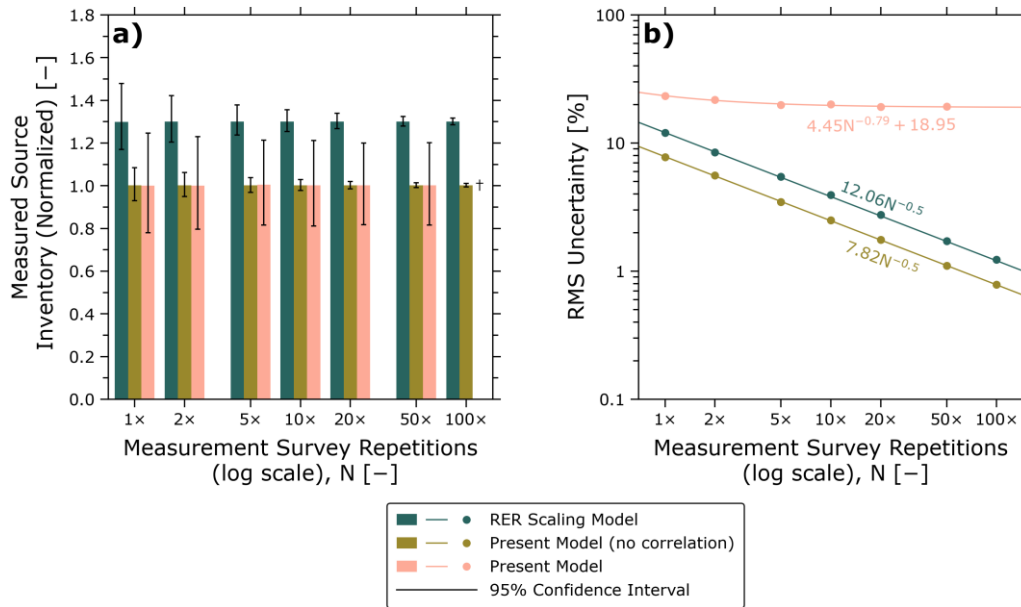 a)
Measured Source
Inventory (Normalized) [−]
1.8
1.6
1.4
1.2
1.0
0.8
0.6
0.4
0.2
0.0
†
1× 2× 5× 10× 20× 50× 100×
Measurement Survey Repetitions
(log scale), N [−]
b)
RMS Uncertainty [%]
100
10
1
0.1
4.45N^−0.79 + 18.95
12.06N^−0.5
7.82N^−0.5
1× 2× 5× 10× 20× 50× 100×
Measurement Survey Repetitions
(log scale), N [−]
RER Scaling Model
Present Model (no correlation)
Present Model
95% Confidence Interval